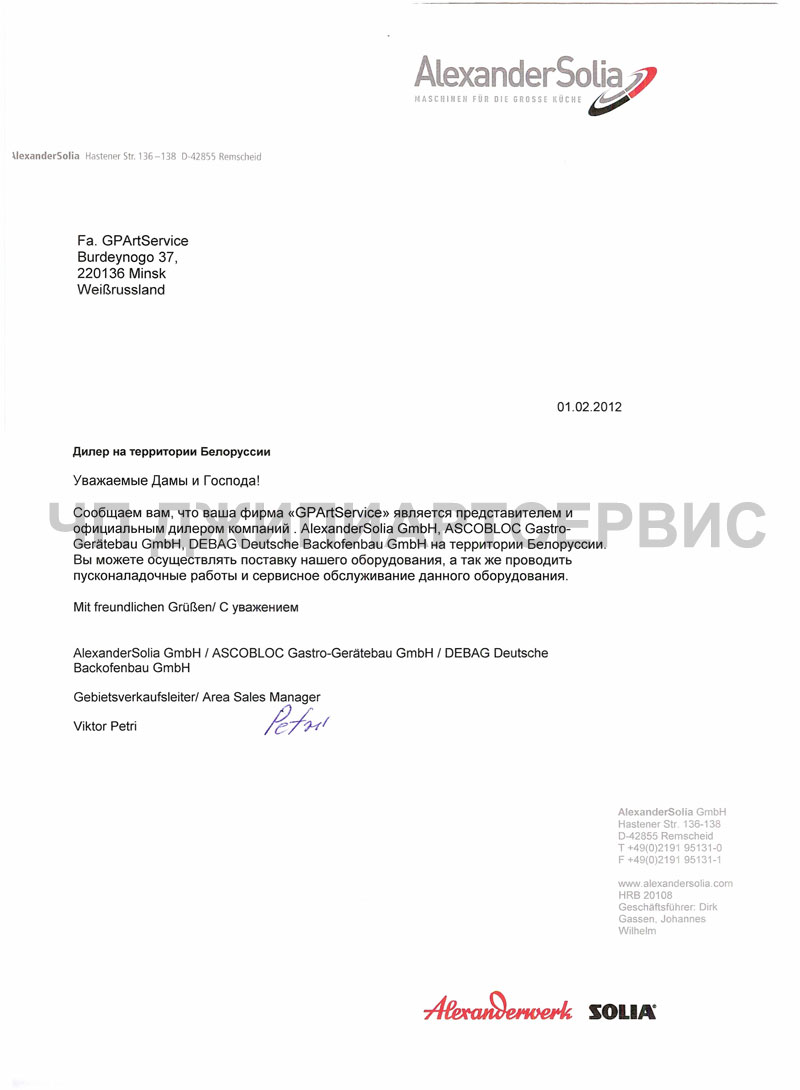 AlexanderSolia
MASCHINEN FÜR DIE GROSSE KÜCHE
AlexanderSolia Hastener Str. 136–138 D-42855 Remscheid
Fa. GPArtService
Burdeynogo 37,
220136 Minsk
Weißrussland
01.02.2012
Дилер на территории Белоруссии
Уважаемые Дамы и Господа!
ЧП ДЖИПИАРТСЕРВИС
Сообщаем вам, что ваша фирма «GPArtService» является представителем и
официальным дилером компаний . AlexanderSolia GmbH, ASCOBLOC Gastro-
Gerätebau GmbH, DEBAG Deutsche Backofenbau GmbH на территории Белоруссии.
Вы можете осуществлять поставку нашего оборудования, а так же проводить
пусконаладочные работы и сервисное обслуживание данного оборудования.
Mit freundlichen Grüßen/ С уважением
AlexanderSolia GmbH / ASCOBLOC Gastro-Gerätebau GmbH / DEBAG Deutsche
Backofenbau GmbH
Gebietsverkaufsleiter/ Area Sales Manager
Viktor Petri
Petri
AlexanderSolia GmbH
Hastener Str. 136-138
D-42855 Remscheid
T +49(0)2191 95131-0
F +49(0)2191 95131-1
www.alexandersolia.com
HRB 20108
Geschäftsführer: Dirk
Gassen, Johannes
Wilhelm
Alexanderwerk SOLIA